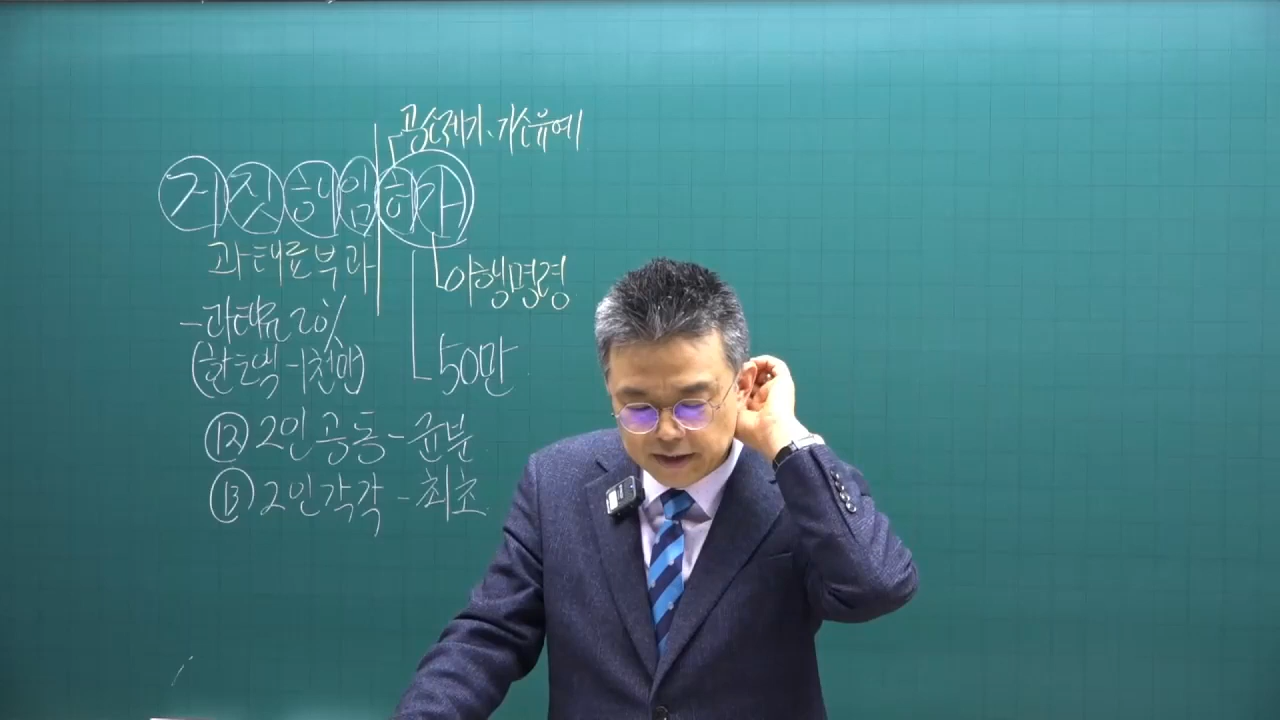 공소제기、기소유예
거짓해임허가
과태료부과
이행명령
-과태료20%
(한도액-1천만)
50만
⑫ 2인공동-균분
⑬ 2인각각-최초